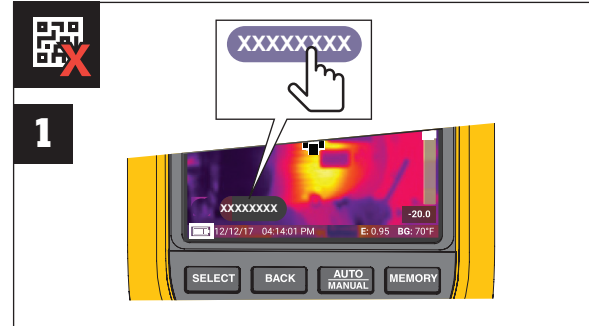 X
XXXXXXXX
1
XXXXXXXX
-20.0
12/12/17 04:14:01 PM E: 0.95 BG: 70°F
SELECT BACK AUTO MANUAL MEMORY